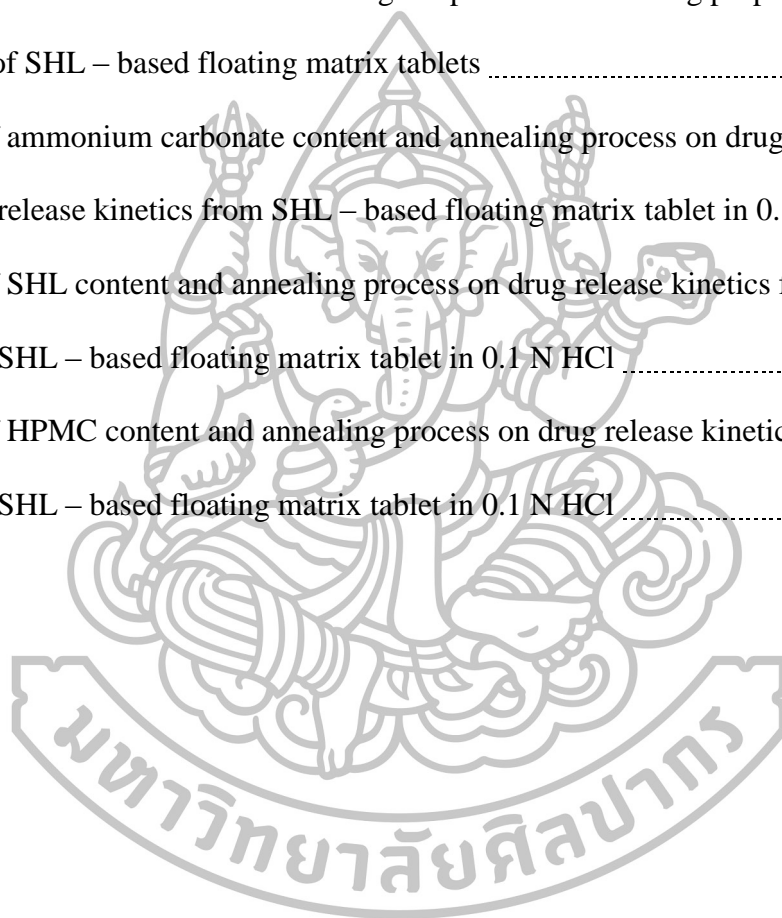 of SHL – based floating matrix tablets
ammonium carbonate content and annealing process on drug
release kinetics from SHL – based floating matrix tablet in 0.
SHL content and annealing process on drug release kinetics
SHL – based floating matrix tablet in 0.1 N HCl
HPMC content and annealing process on drug release kinetic
SHL – based floating matrix tablet in 0.1 N HCl
มหาวิทยาลัยศิลปากร